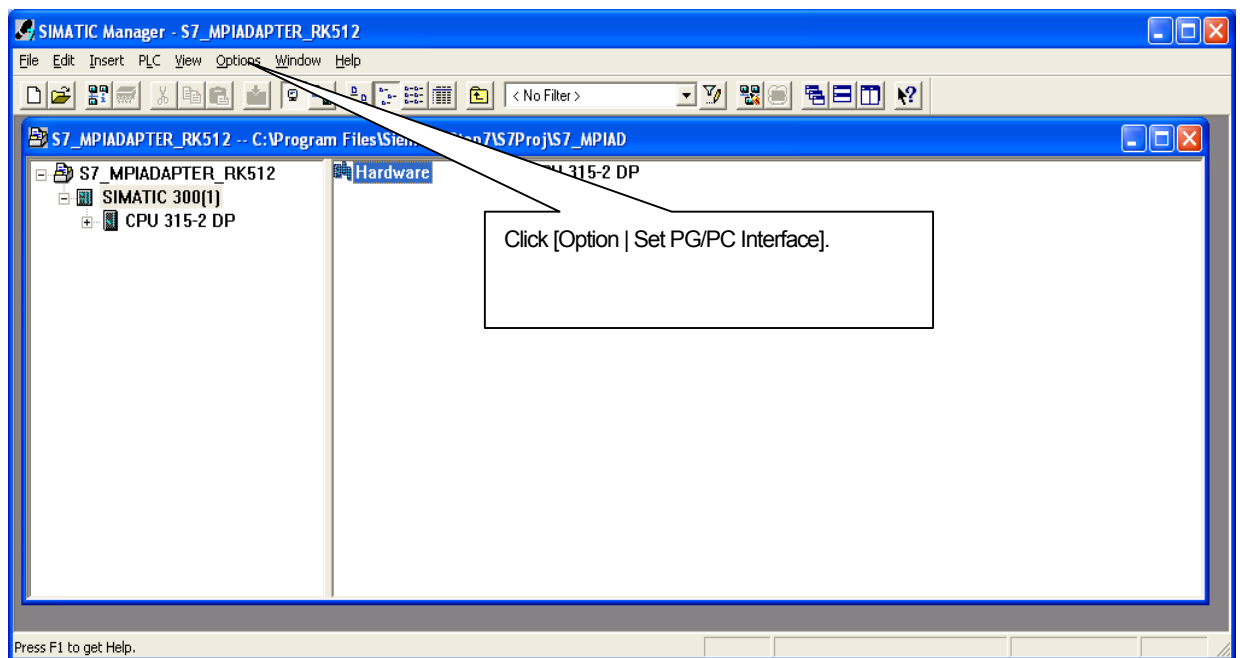 SIMATIC Manager - S7_MPIADAPTER_RK512
File Edit Insert PLC View Options Window Help
< No Filter >
S7_MPIADAPTER_RK512 -- C:\Program Files\ \S7Proj\S7_MPIAD
S7_MPIADAPTER_RK512
Hardware
315-2 DP
SIMATIC 300(1)
CPU 315-2 DP
Click [Option | Set PG/PC Interface].
Press F1 to get Help.